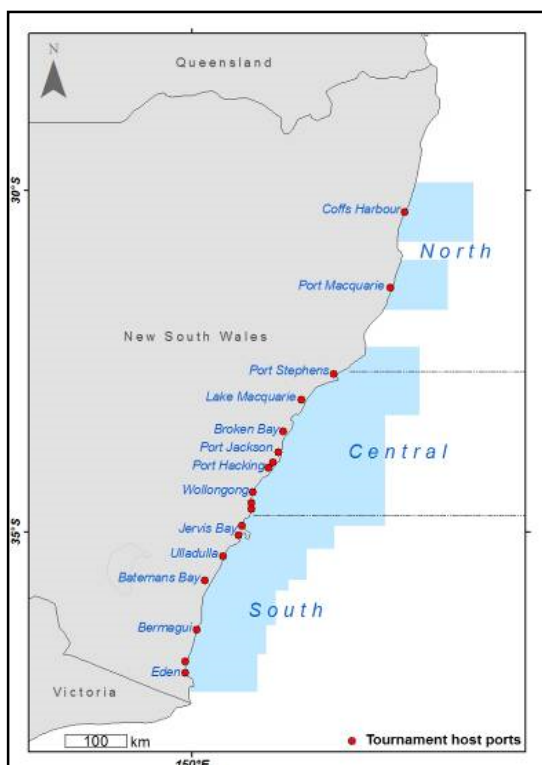 N
Queensland
30°S
Coffs Harbour
North
Port Macquarie
New South Wales
Port Stephens
Lake Macquarie
Broken Bay
Central
Port Jackson
Port Hacking
Wollongong
35°S
Jervis Bay
Ulladulla
Batemans Bay
South
Bermagui
Eden
Victoria
100 km
Tournament host ports
150°E